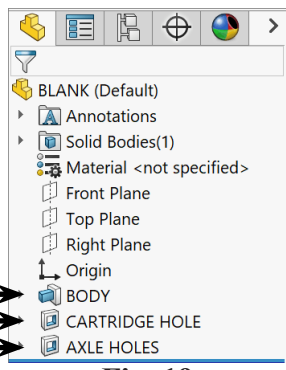 BLANK (Default)
Annotations
Solid Bodies(1)
Material <not specified>
Front Plane
Top Plane
Right Plane
Origin
BODY
CARTRIDGE HOLE
AXLE HOLES